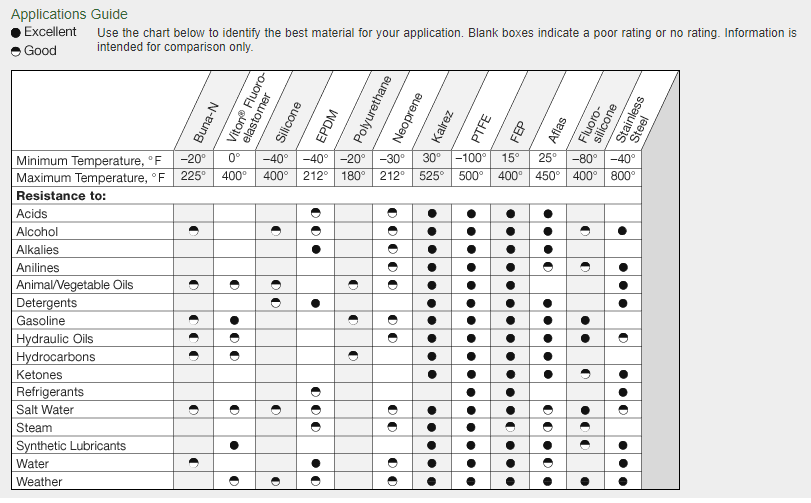 Applications Guide
Excellent
Good
Use the chart below to identify the best material for your application. Blank boxes indicate a poor rating or no rating. Information is
intended for comparison only.
Buna-N
Viton® Fluoro-
elastomer
Silicone
EPDM
Polyurethane
Neoprene
Kalrez
PTFE
FEP
Aflas
Fluoro-
silicone
Stainless
Steel
Minimum Temperature, °F –20° 0° –40° –40° –20° –30° 30° –100° 15° 25° –80° –40°
Maximum Temperature, °F 225° 400° 400° 212° 180° 212° 525° 500° 400° 450° 400° 800°
Resistance to:
Acids
Alcohol
Alkalies
Anilines
Animal/Vegetable Oils
Detergents
Gasoline
Hydraulic Oils
Hydrocarbons
Ketones
Refrigerants
Salt Water
Steam
Synthetic Lubricants
Water
Weather